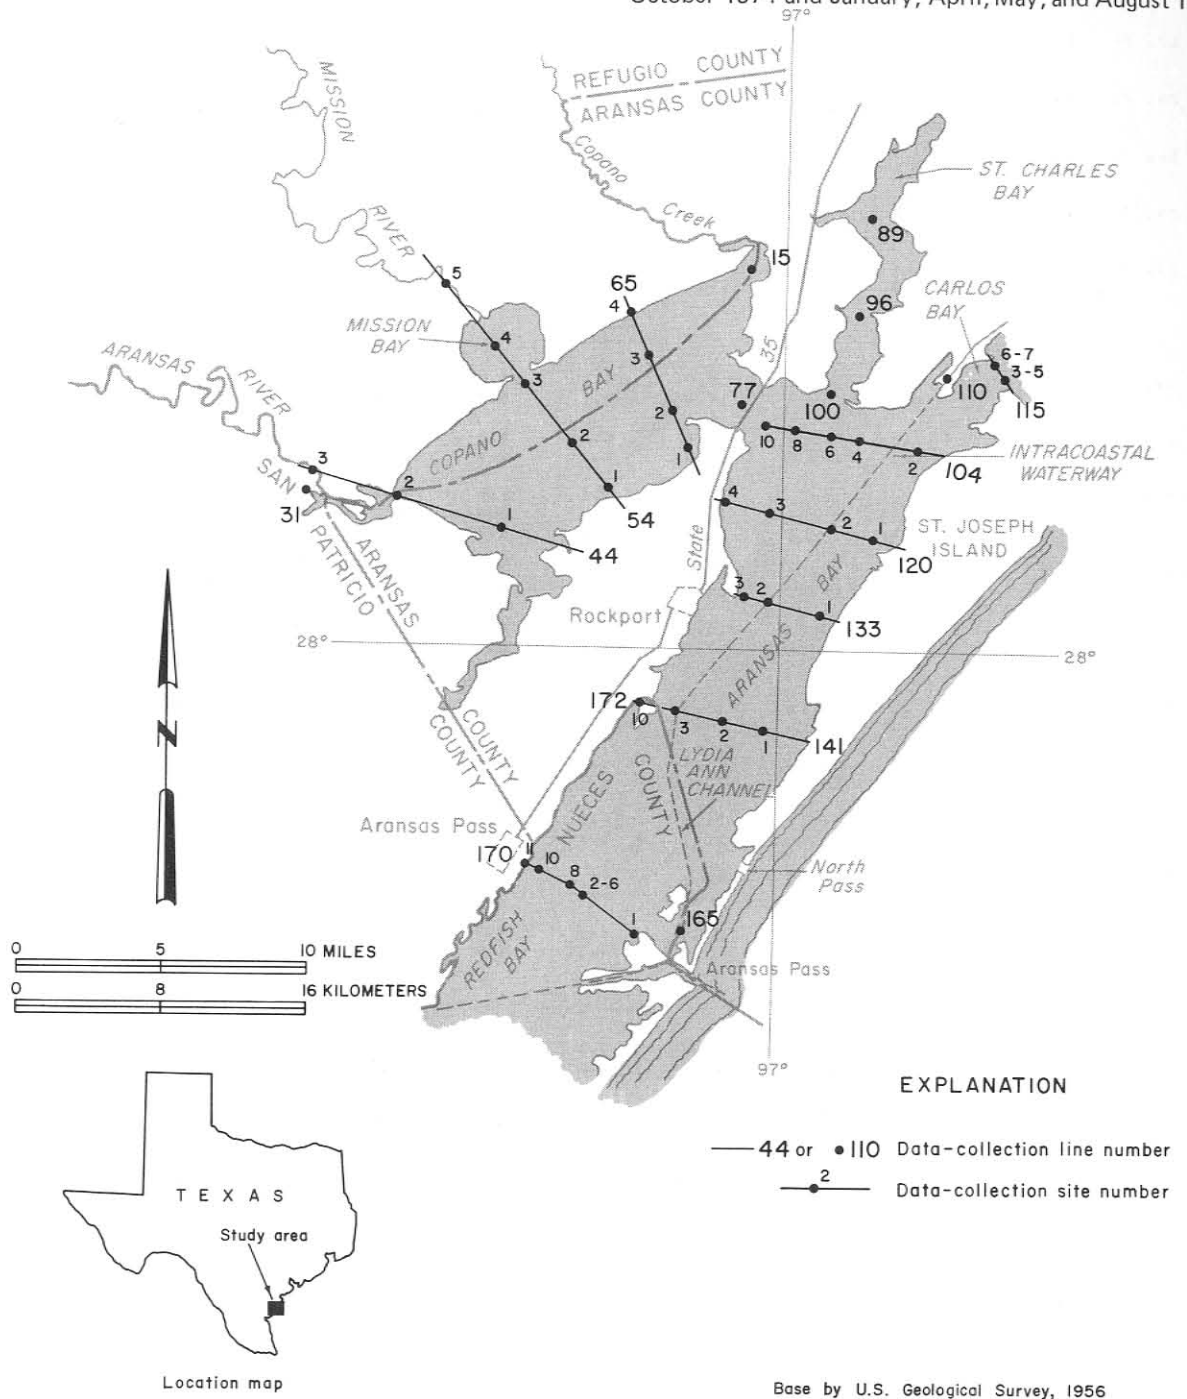 October 1974 and January, April, May, and August 1
97°
REFUGIO COUNTY
ARANSAS COUNTY
MISSION
RIVER
Copano
Creek
ST. CHARLES
BAY
89
15
65
4
3
2
1
5
4
3
2
1
54
MISSION
BAY
CARLOS
BAY
96
35
6-7
3-5
110
115
77
100
ARANSAS
RIVER
COPANO
BAY
10
8
6
4
2
104
INTRACOASTAL
WATERWAY
SAN
PATRICIO
COUNTY
ARANSAS
COUNTY
3
31
2
1
44
4
3
2
1
120
ST. JOSEPH
ISLAND
State
3
2
1
133
Rockport
28°
28°
ARANSAS
BAY
172
10
3
2
1
141
LYDIA
ANN
CHANNEL
NUECES
COUNTY
N
Aransas Pass
170
11
10
8
2-6
1
165
North
Pass
REDFISH
BAY
Aransas Pass
0 5 10 MILES
0 8 16 KILOMETERS
97°
EXPLANATION
44 or 110 Data-collection line number
2
Data-collection site number
TEXAS
Study area
Location map
Base by U.S. Geological Survey, 1956